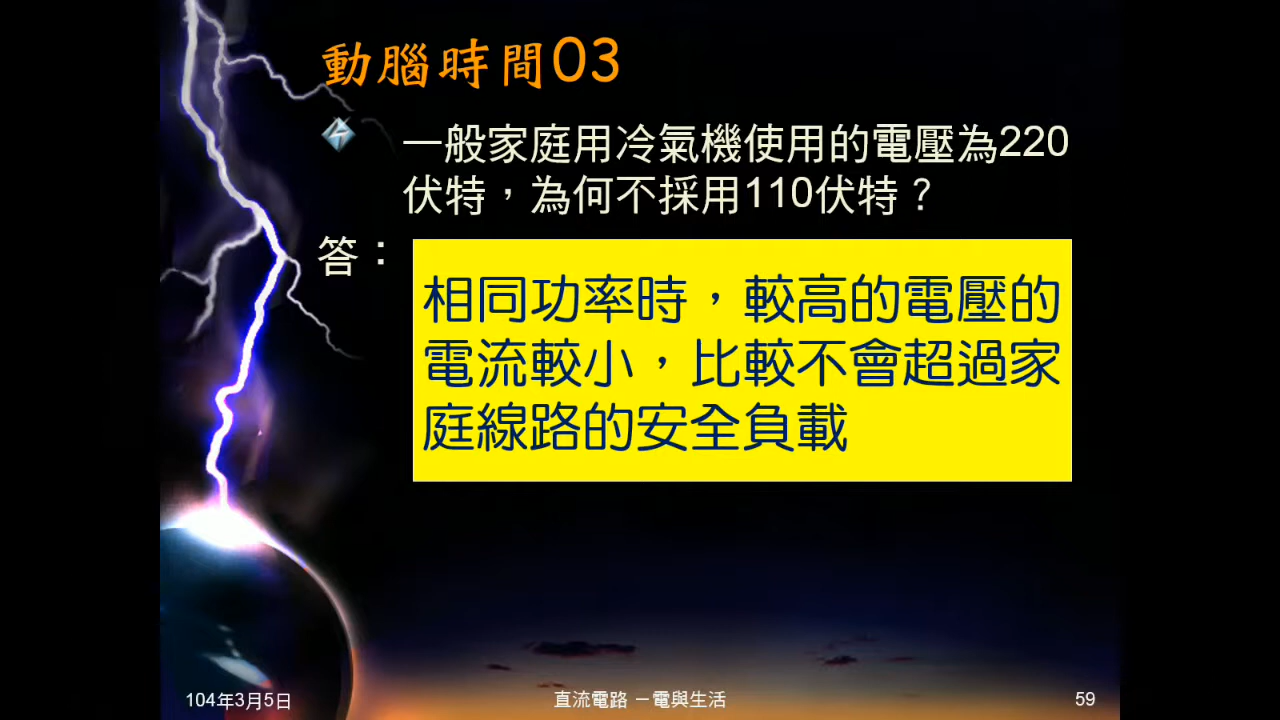 動腦時間03
一般家庭用冷氣機使用的電壓為220
伏特，為何不採用110伏特？
答：
相同功率時，較高的電壓的
電流較小，比較不會超過家
庭線路的安全負載
104年3月5日
直流電路 －電與生活
59